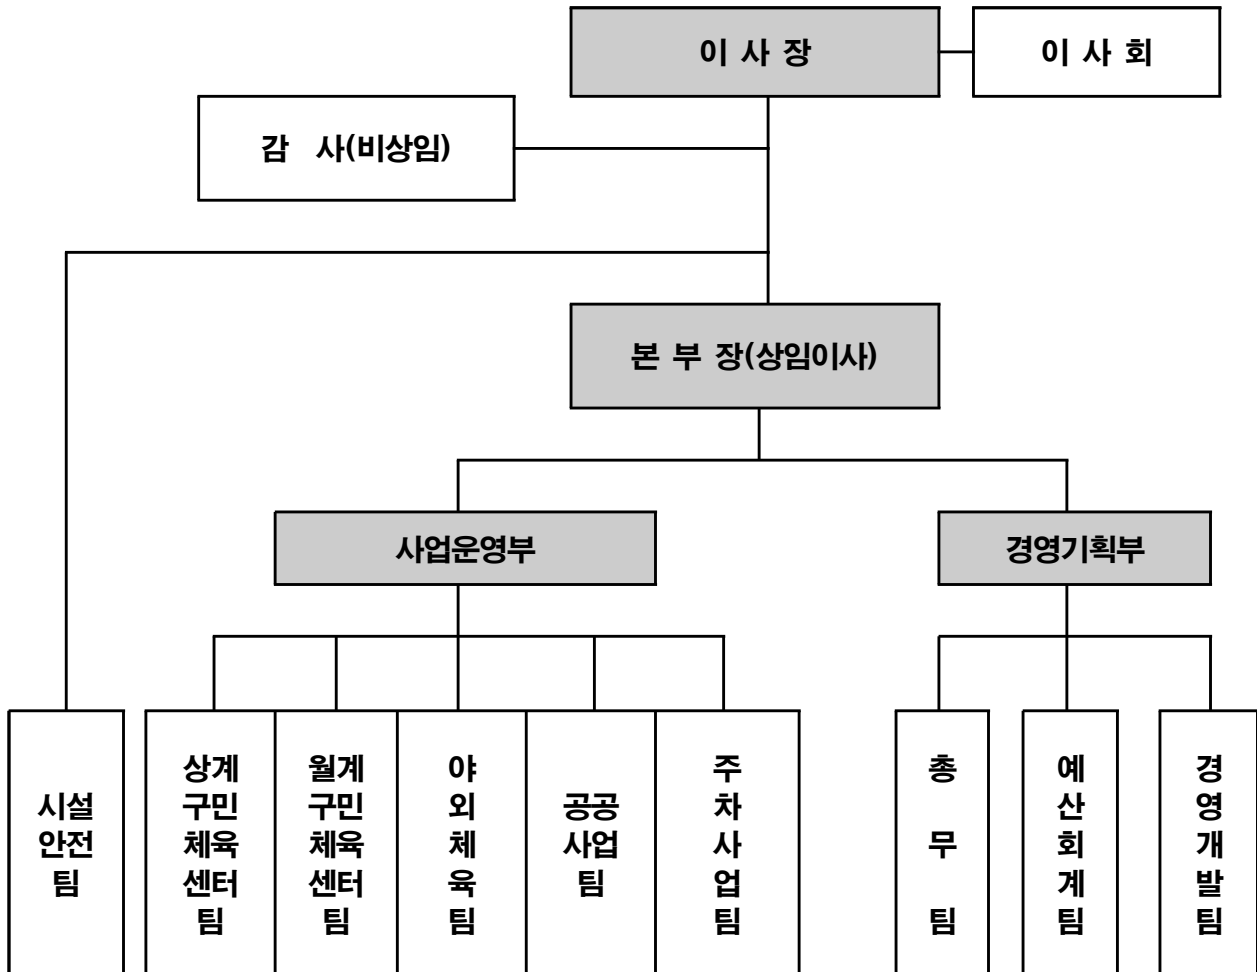 이 사 장
이 사 회
감 사(비상임)
본 부 장(상임이사)
사업운영부
경영기획부
시설
안전
팀
상계
구민
체육
센터
팀
월계
구민
체육
센터
팀
야
외
체
육
팀
공공
사업
팀
주
차
사
업
팀
총
무
팀
예
산
회
계
팀
경
영
개
발
팀